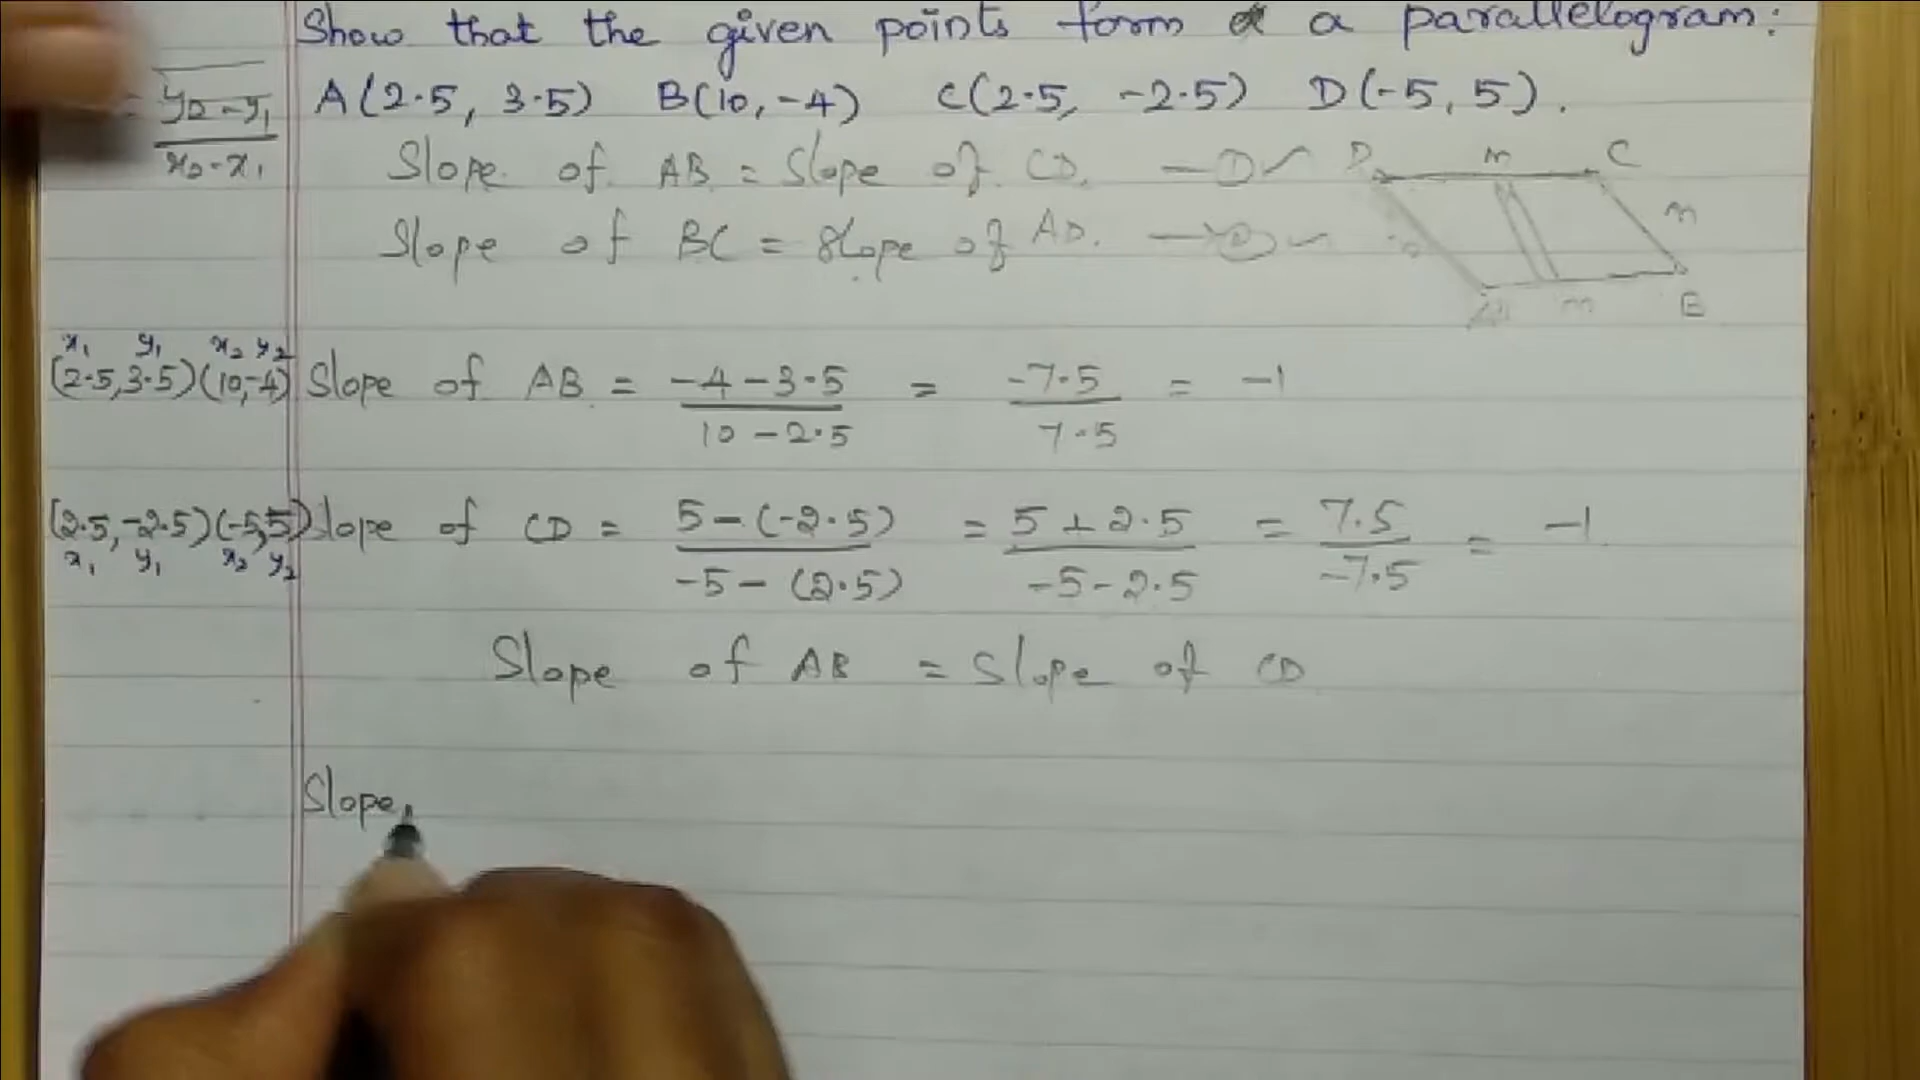 Show that the given points form a parallelogram:
= y2-y1 / x2-x1
A(2.5, 3.5) B(10,-4) C(2.5, -2.5) D(-5, 5).
Slope of AB = Slope of CD. —①
D m C
m
A m B
Slope of BC = Slope of AD. —②
x1 y1 x2 y2
(2.5,3.5)(10,-4) Slope of AB = -4-3.5 / 10-2.5 = -7.5 / 7.5 = -1
(2.5,-2.5)(-5,5) Slope of CD = 5-(-2.5) / -5-(2.5) = 5+2.5 / -5-2.5 = 7.5 / -7.5 = -1
x1 y1 x2 y2
Slope of AB = Slope of CD
Slope